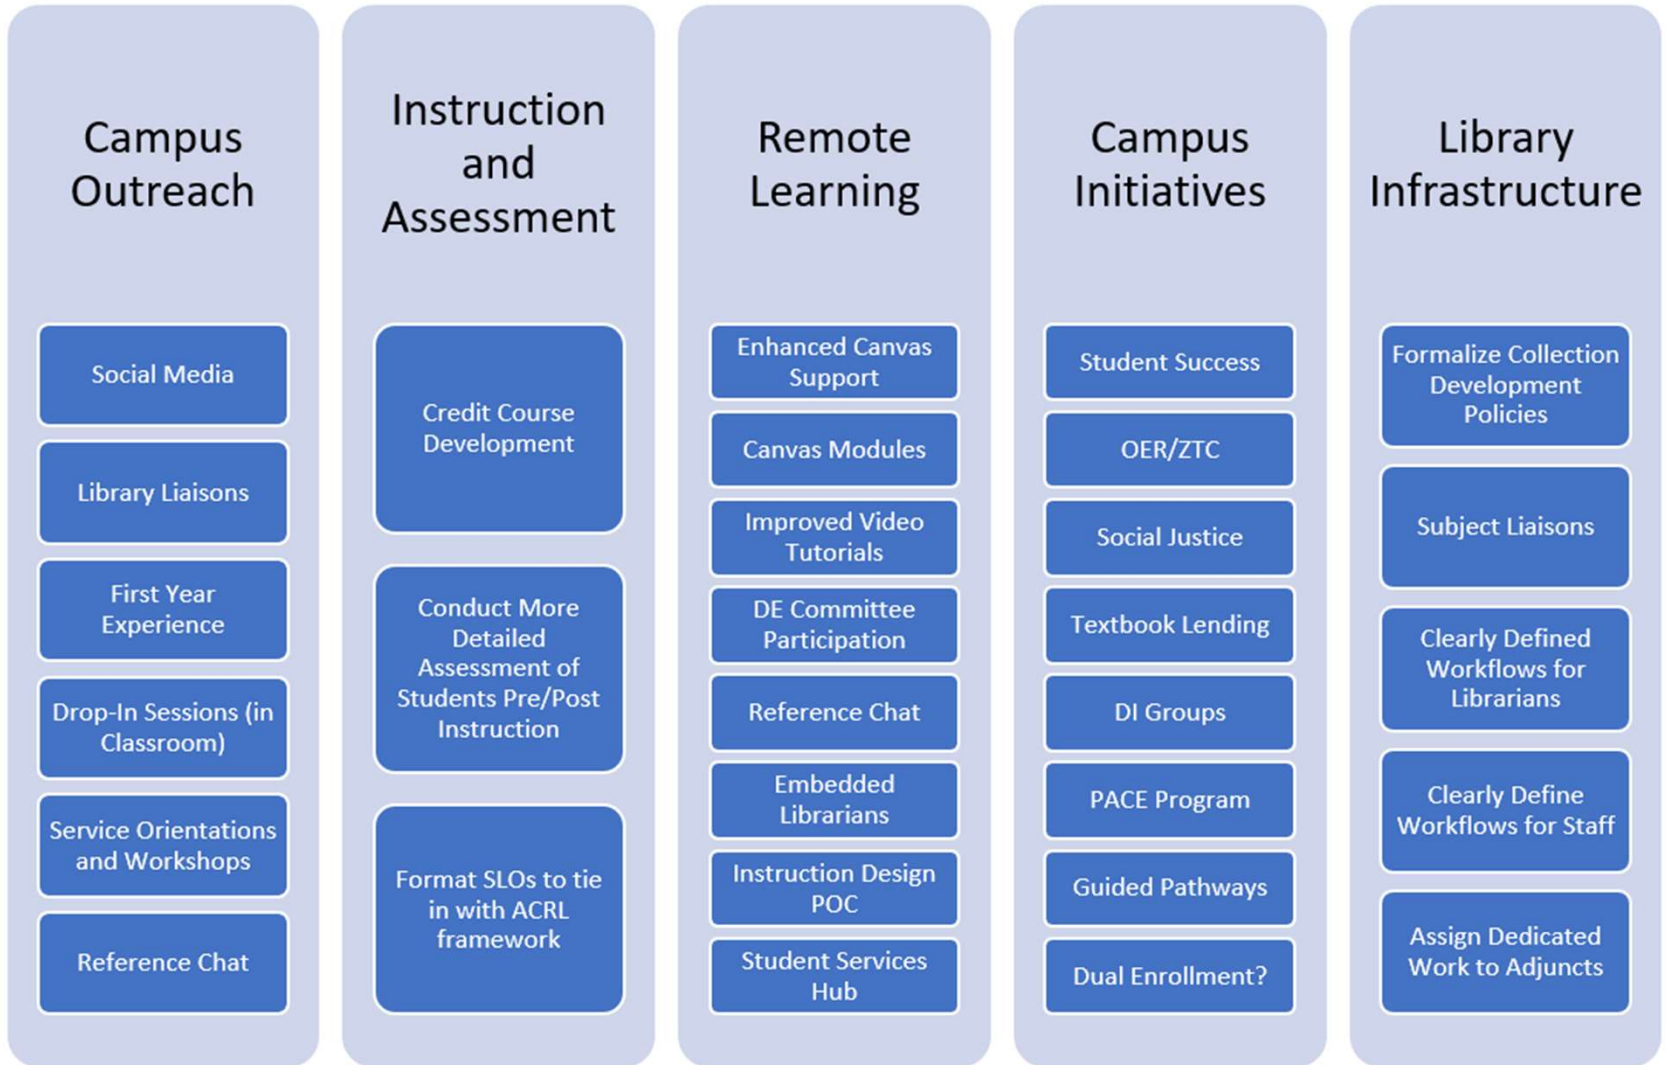 Campus
Outreach
Social Media
Library Liaisons
First Year
Experience
Drop-In Sessions (in
Classroom)
Service Orientations
and Workshops
Reference Chat
Instruction
and
Assessment
Credit Course
Development
Conduct More
Detailed
Assessment of
Students Pre/Post
Instruction
Format SLOs to tie
in with ACRL
framework
Remote
Learning
Enhanced Canvas
Support
Canvas Modules
Improved Video
Tutorials
DE Committee
Participation
Reference Chat
Embedded
Librarians
Instruction Design
POC
Student Services
Hub
Campus
Initiatives
Student Success
OER/ZTC
Social Justice
Textbook Lending
DI Groups
PACE Program
Guided Pathways
Dual Enrollment?
Library
Infrastructure
Formalize Collection
Development
Policies
Subject Liaisons
Clearly Defined
Workflows for
Librarians
Clearly Define
Workflows for Staff
Assign Dedicated
Work to Adjuncts